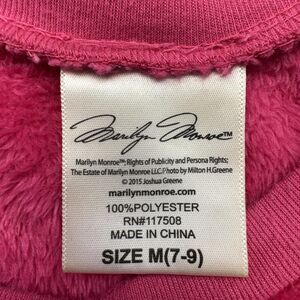 Marilyn Monroe™
Marilyn Monroe™; Rights of Publicity and Persona Rights;
The Estate of Marilyn Monroe LLC. Photo by Milton H.Greene
© 2015 Joshua Greene
marilynmonroe.com
100%POLYESTER
RN#117508
MADE IN CHINA
SIZE M(7-9)